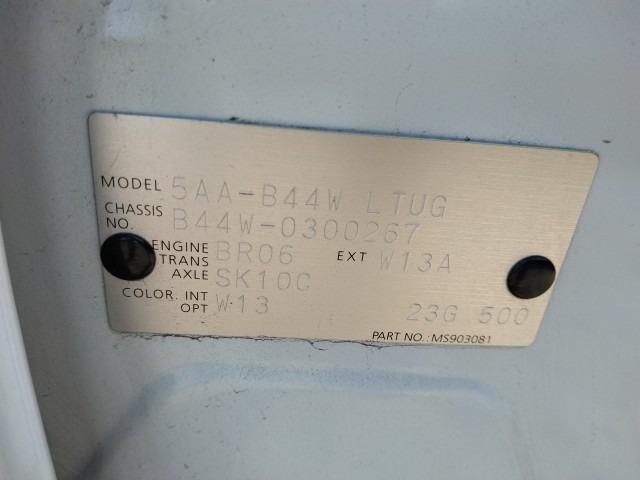 MODEL 5AA-B44W LTUG
CHASSIS NO. B44W-0300267
ENGINE BR06 EXT W13A
TRANS AXLE SK10C
COLOR. INT W13
OPT 23G 500
PART NO.: MS903081